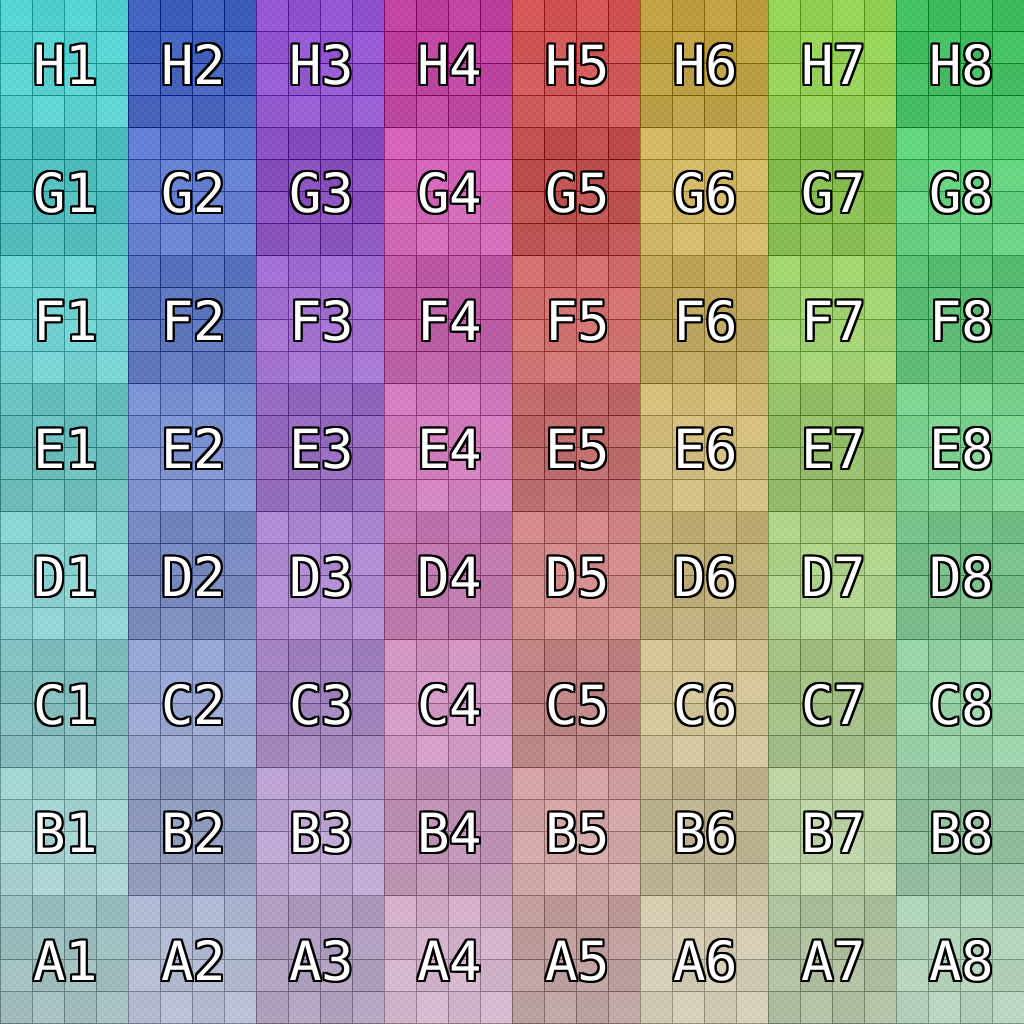 H1 H2 H3 H4 H5 H6 H7 H8
G1 G2 G3 G4 G5 G6 G7 G8
F1 F2 F3 F4 F5 F6 F7 F8
E1 E2 E3 E4 E5 E6 E7 E8
D1 D2 D3 D4 D5 D6 D7 D8
C1 C2 C3 C4 C5 C6 C7 C8
B1 B2 B3 B4 B5 B6 B7 B8
A1 A2 A3 A4 A5 A6 A7 A8